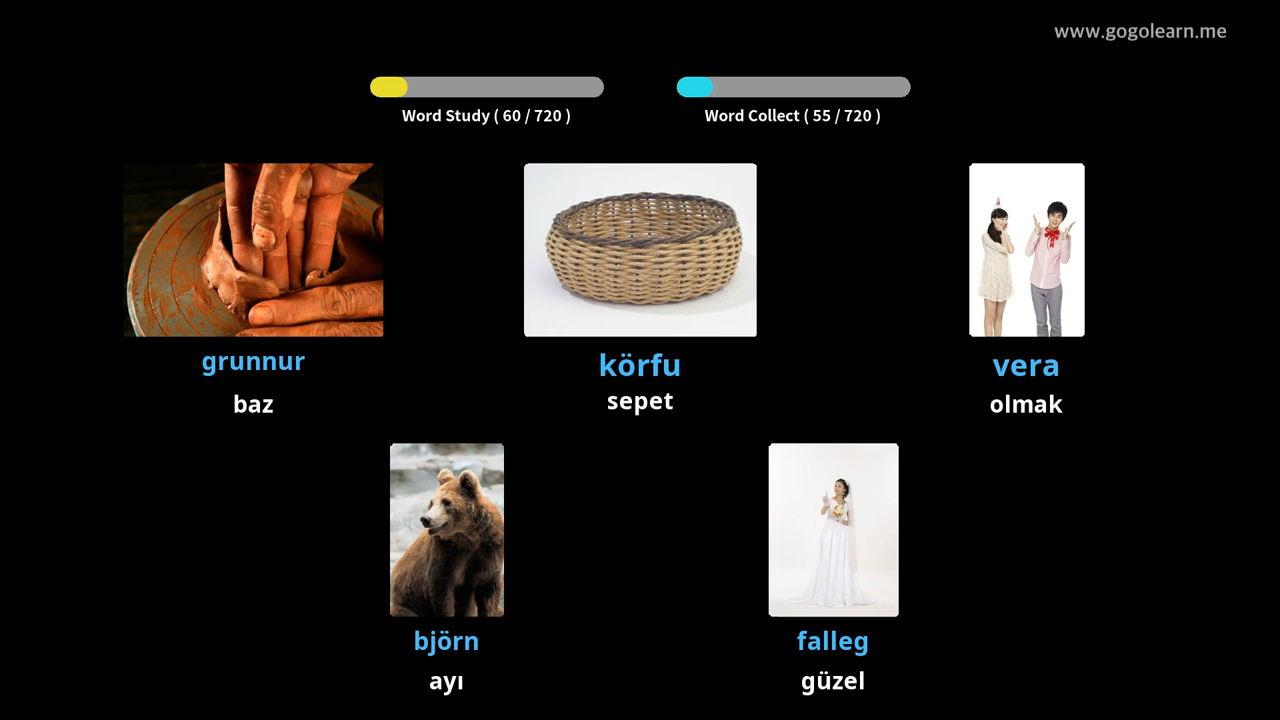 www.gogolearn.me
Word Study ( 60 / 720 )
Word Collect ( 55 / 720 )
grunnur
baz
körfu
sepet
vera
olmak
björn
ayı
falleg
güzel